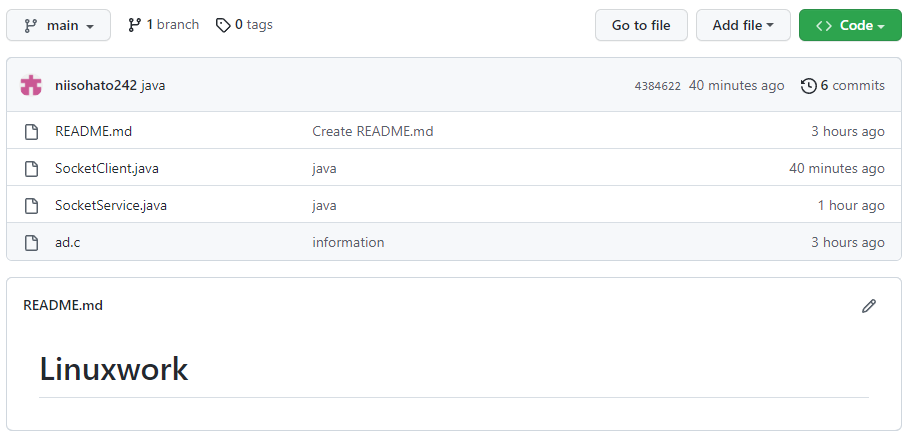 main 1 branch 0 tags Go to file Add file Code
niisohato242 java 4384622 40 minutes ago 6 commits
README.md Create README.md 3 hours ago
SocketClient.java java 40 minutes ago
SocketService.java java 1 hour ago
ad.c information 3 hours ago
README.md
Linuxwork